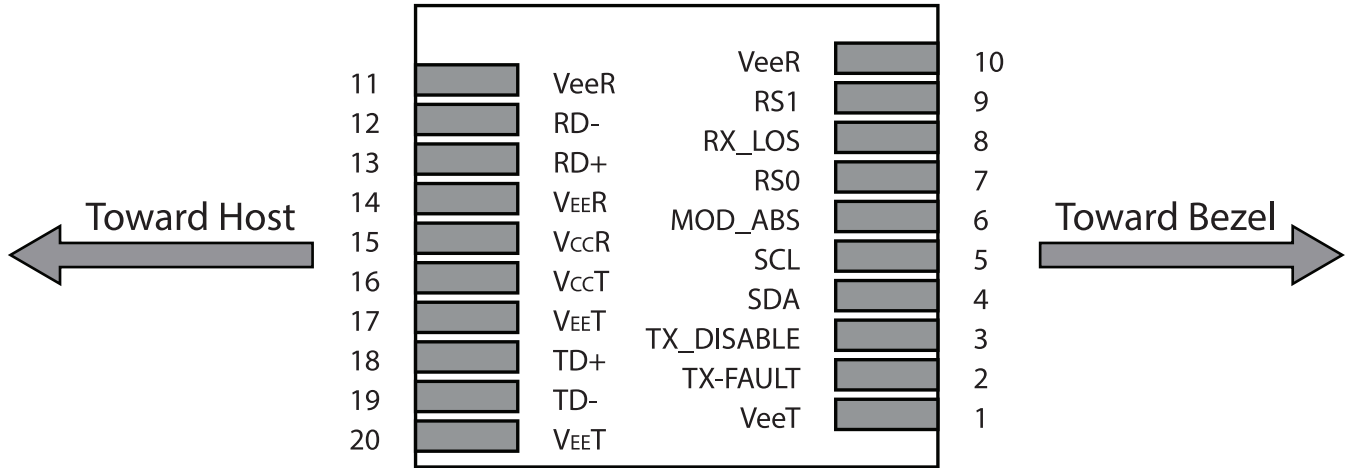 VeeR 10
11 VeeR
RS1 9
12 RD-
RX_LOS 8
13 RD+
RS0 7
14 VEER
MOD_ABS 6
15 VCCR
SCL 5
16 VCCT
SDA 4
17 VEET
TX_DISABLE 3
18 TD+
TX-FAULT 2
19 TD-
VeeT 1
20 VEET
Toward Host
Toward Bezel